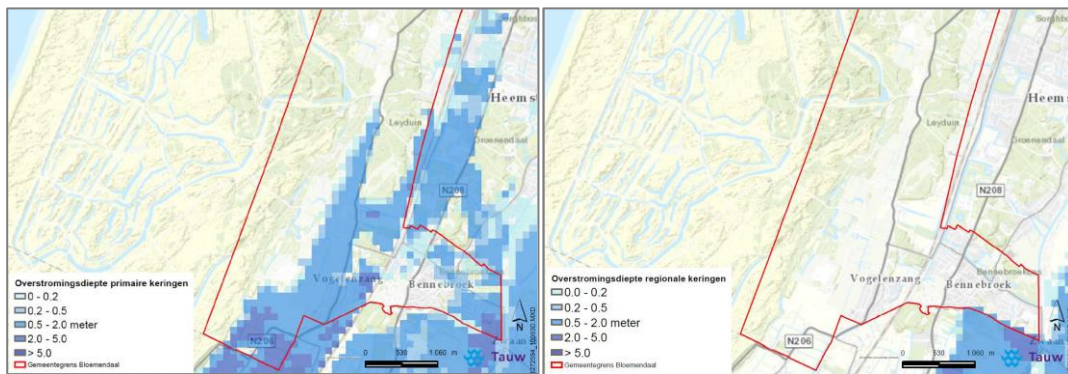 Sorghbos
Heemst
Leyduin
Groenendaal
N208
Vogelenzang
Bennebroek
N206
Overstromingsdiepte primaire keringen
0 - 0.2
0.2 - 0.5
0.5 - 2.0 meter
2.0 - 5.0
> 5.0
Gemeentegrens Bloemendaal
N
0 530 1.060 m
Tauw
Heemst
Leyduin
Groenendaal
N208
Vogelenzang
Bennebroek
N206
Overstromingsdiepte regionale keringen
0.0 - 0.2
0.2 - 0.5
0.5 - 2.0 meter
2.0 - 5.0
> 5.0
Gemeentegrens Bloemendaal
N
0 530 1.060 m
Tauw